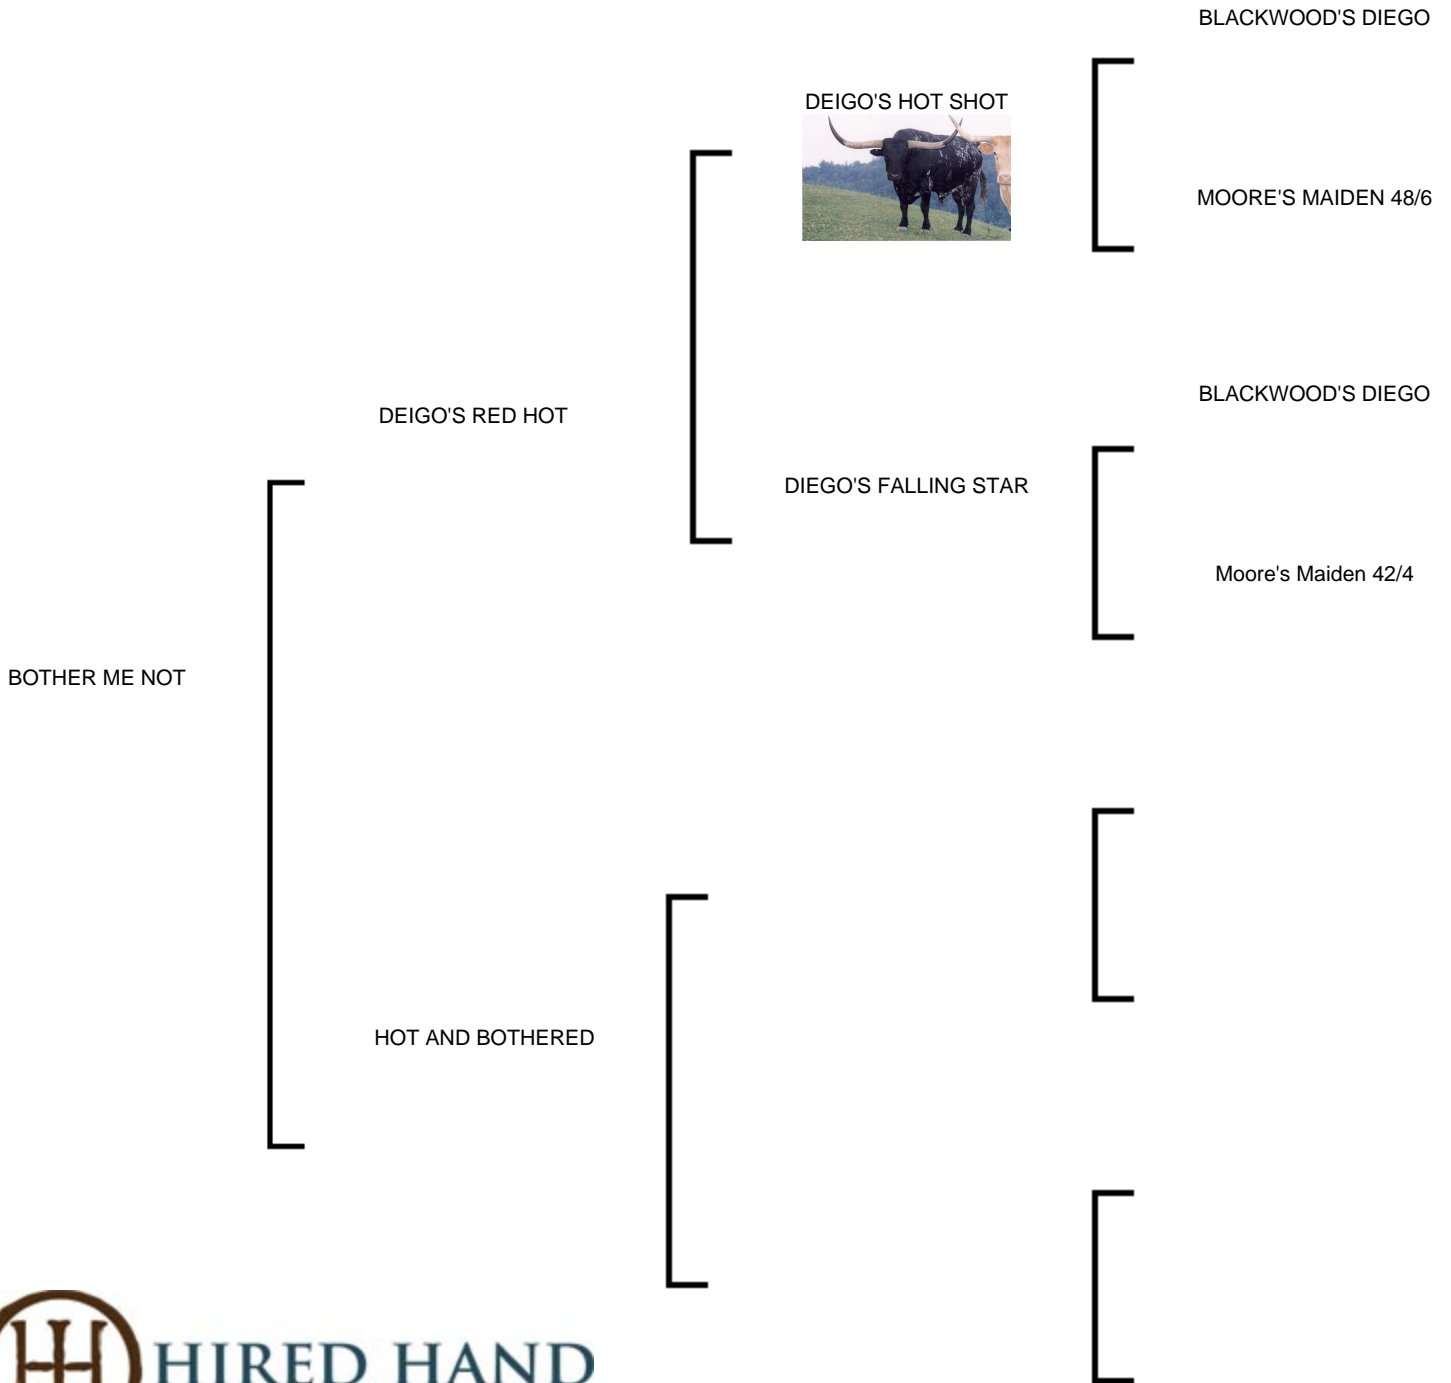 BLACKWOOD'S DIEGO
DEIGO'S HOT SHOT
MOORE'S MAIDEN 48/6
BLACKWOOD'S DIEGO
DEIGO'S RED HOT
DIEGO'S FALLING STAR
Moore's Maiden 42/4
BOTHER ME NOT
HOT AND BOTHERED
HIRED HAND